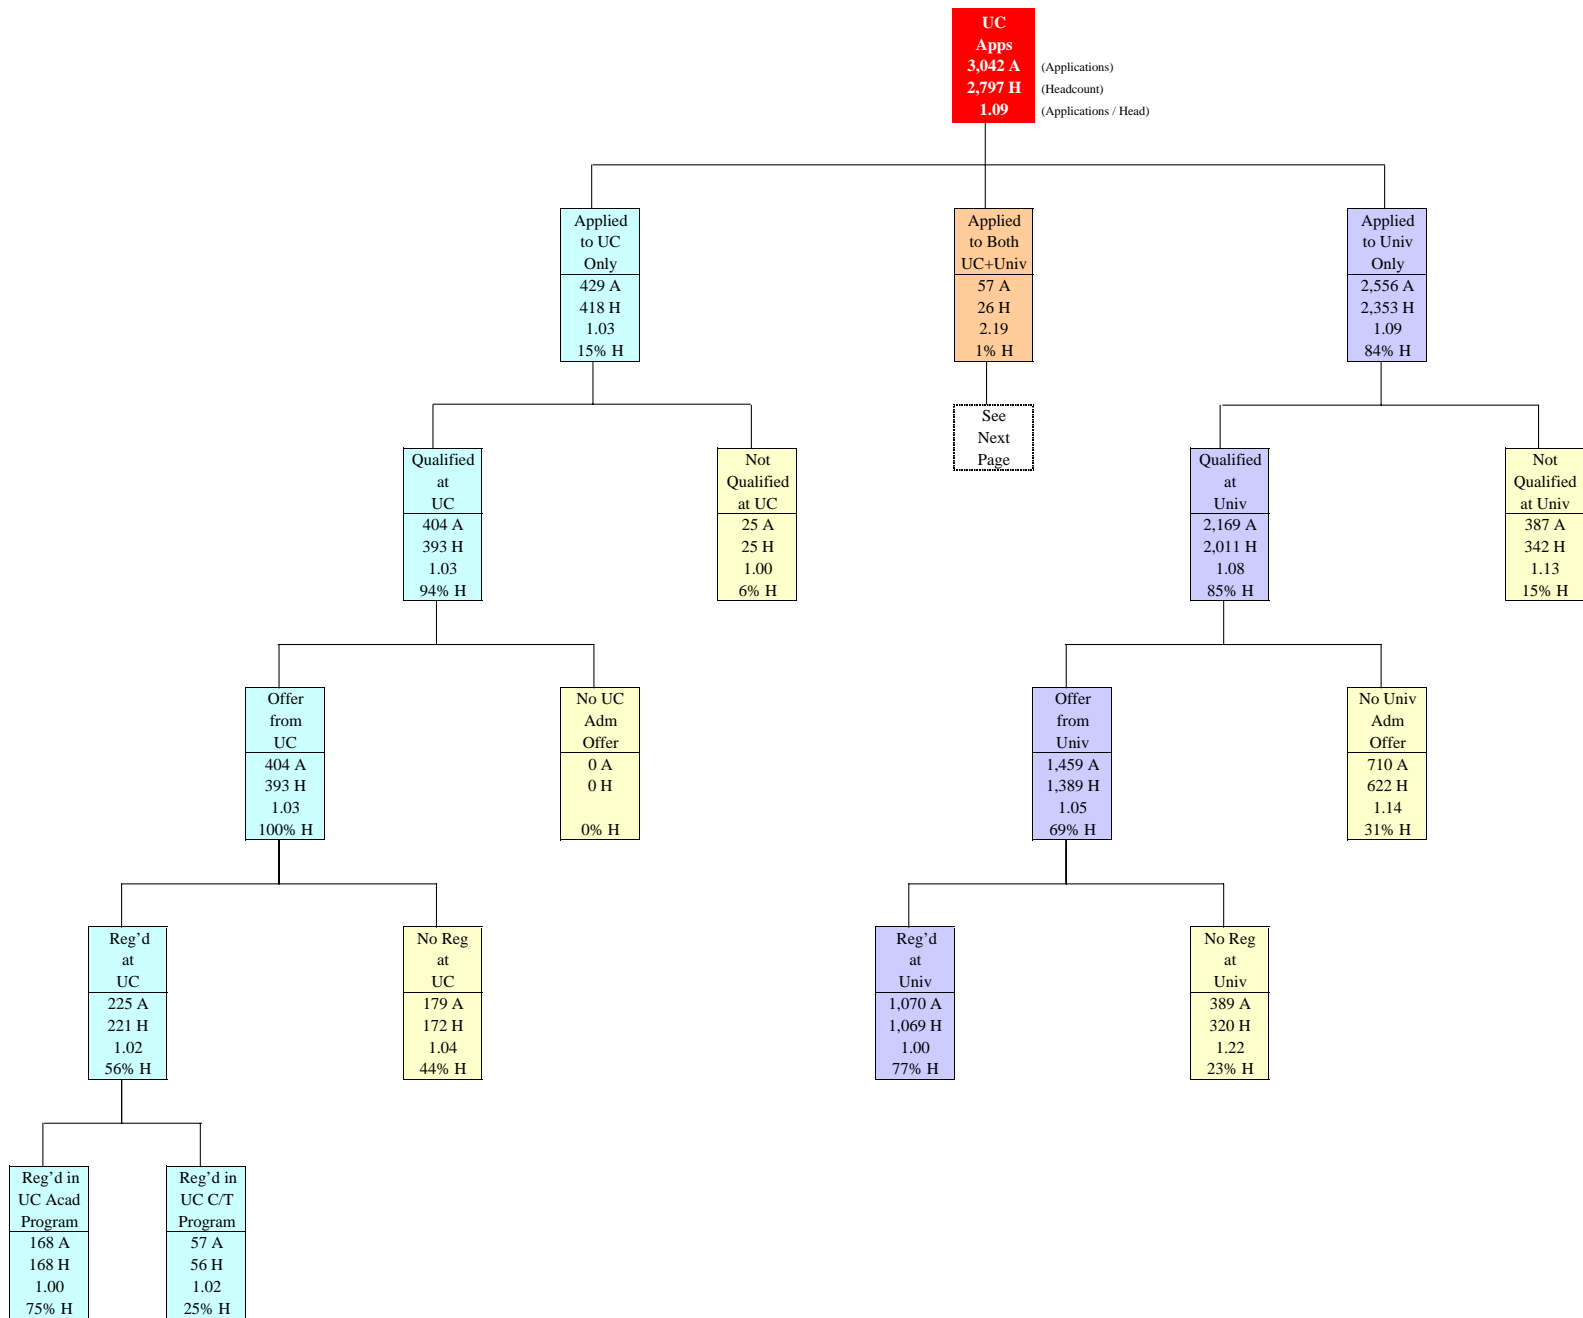 UC
Apps
3,042 A (Applications)
2,797 H (Headcount)
1.09 (Applications / Head)
Applied
to UC
Only
429 A
418 H
1.03
15% H
Applied
to Both
UC+Univ
57 A
26 H
2.19
1% H
Applied
to Univ
Only
2,556 A
2,353 H
1.09
84% H
See
Next
Page
Qualified
at
UC
404 A
393 H
1.03
94% H
Not
Qualified
at UC
25 A
25 H
1.00
6% H
Qualified
at
Univ
2,169 A
2,011 H
1.08
85% H
Not
Qualified
at Univ
387 A
342 H
1.13
15% H
Offer
from
UC
404 A
393 H
1.03
100% H
No UC
Adm
Offer
0 A
0 H
0% H
Offer
from
Univ
1,459 A
1,389 H
1.05
69% H
No Univ
Adm
Offer
710 A
622 H
1.14
31% H
Reg’d
at
UC
225 A
221 H
1.02
56% H
No Reg
at
UC
179 A
172 H
1.04
44% H
Reg’d
at
Univ
1,070 A
1,069 H
1.00
77% H
No Reg
at
Univ
389 A
320 H
1.22
23% H
Reg’d in
UC Acad
Program
168 A
168 H
1.00
75% H
Reg’d in
UC C/T
Program
57 A
56 H
1.02
25% H